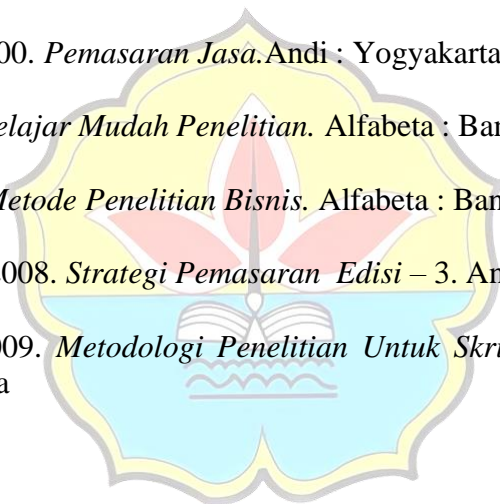 00. Pemasaran Jasa.Andi : Yogyakarta
elajar Mudah Penelitian. Alfabeta : Ban
Metode Penelitian Bisnis. Alfabeta : Ban
008. Strategi Pemasaran Edisi – 3. An
09. Metodologi Penelitian Untuk Skri
a